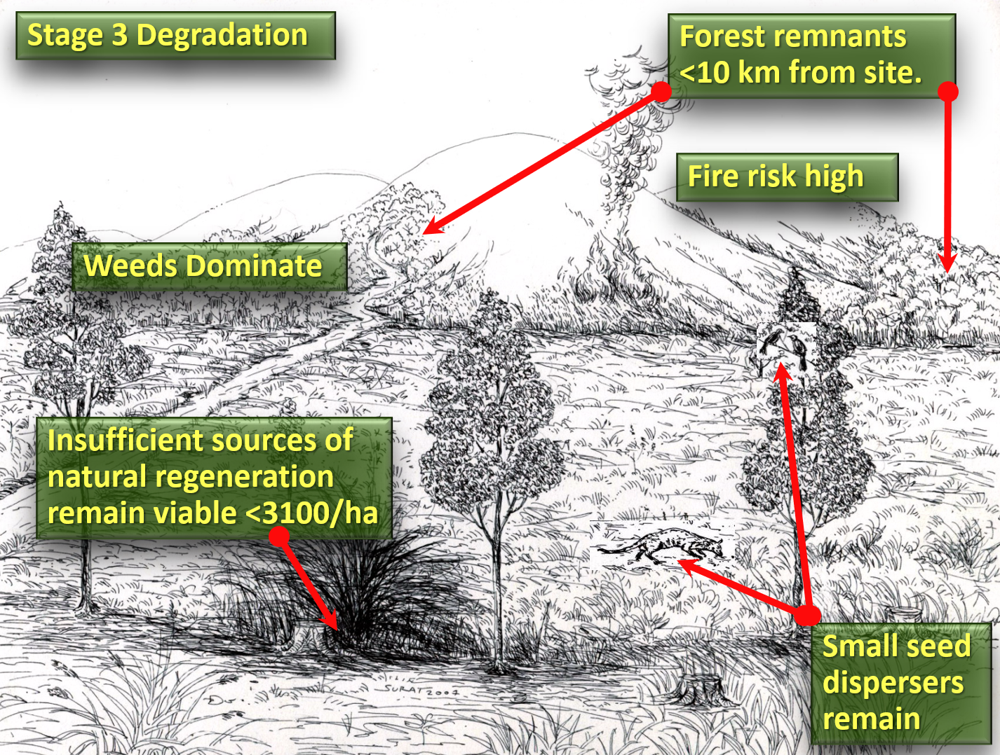 Stage 3 Degradation
Forest remnants
<10 km from site.
Fire risk high
Weeds Dominate
Insufficient sources of
natural regeneration
remain viable <3100/ha
Small seed
dispersers
remain
SURAT 2007